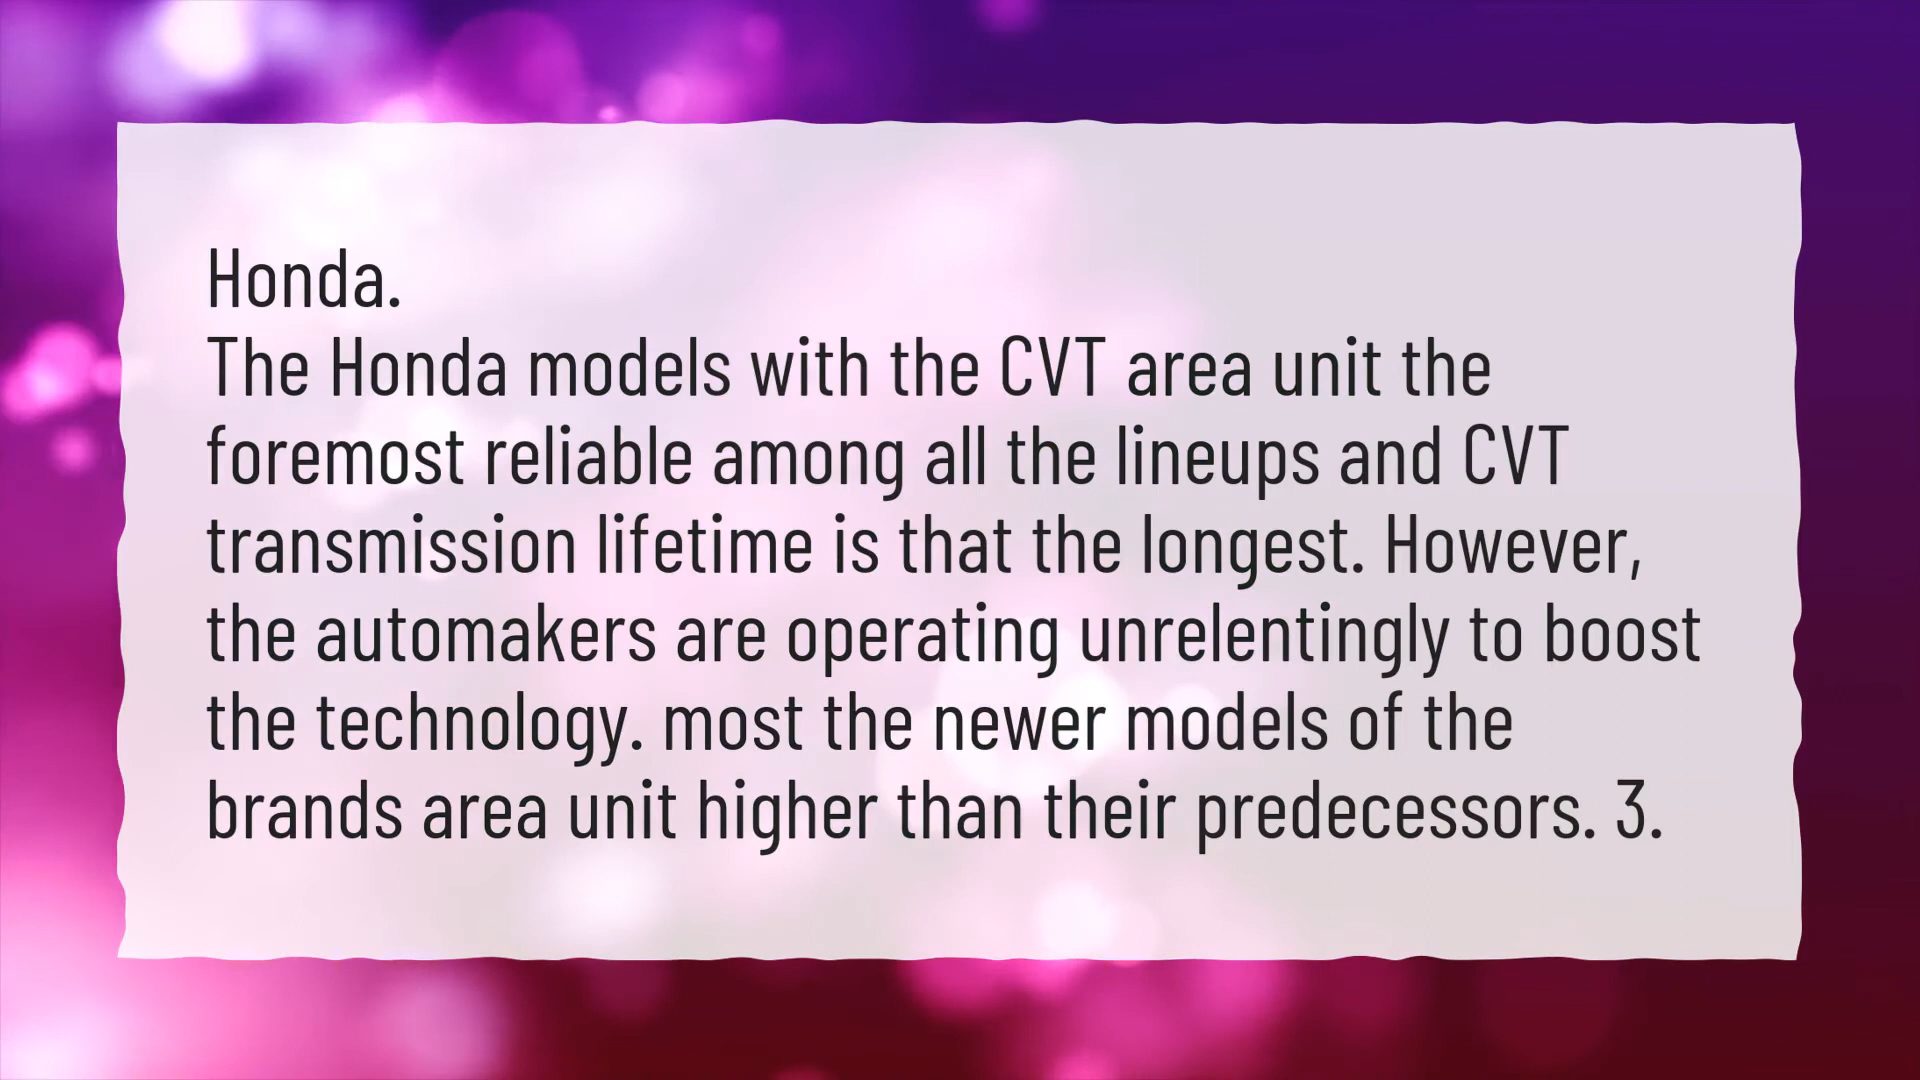 Honda.
The Honda models with the CVT area unit the
foremost reliable among all the lineups and CVT
transmission lifetime is that the longest. However,
the automakers are operating unrelentingly to boost
the technology. most the newer models of the
brands area unit higher than their predecessors. 3.